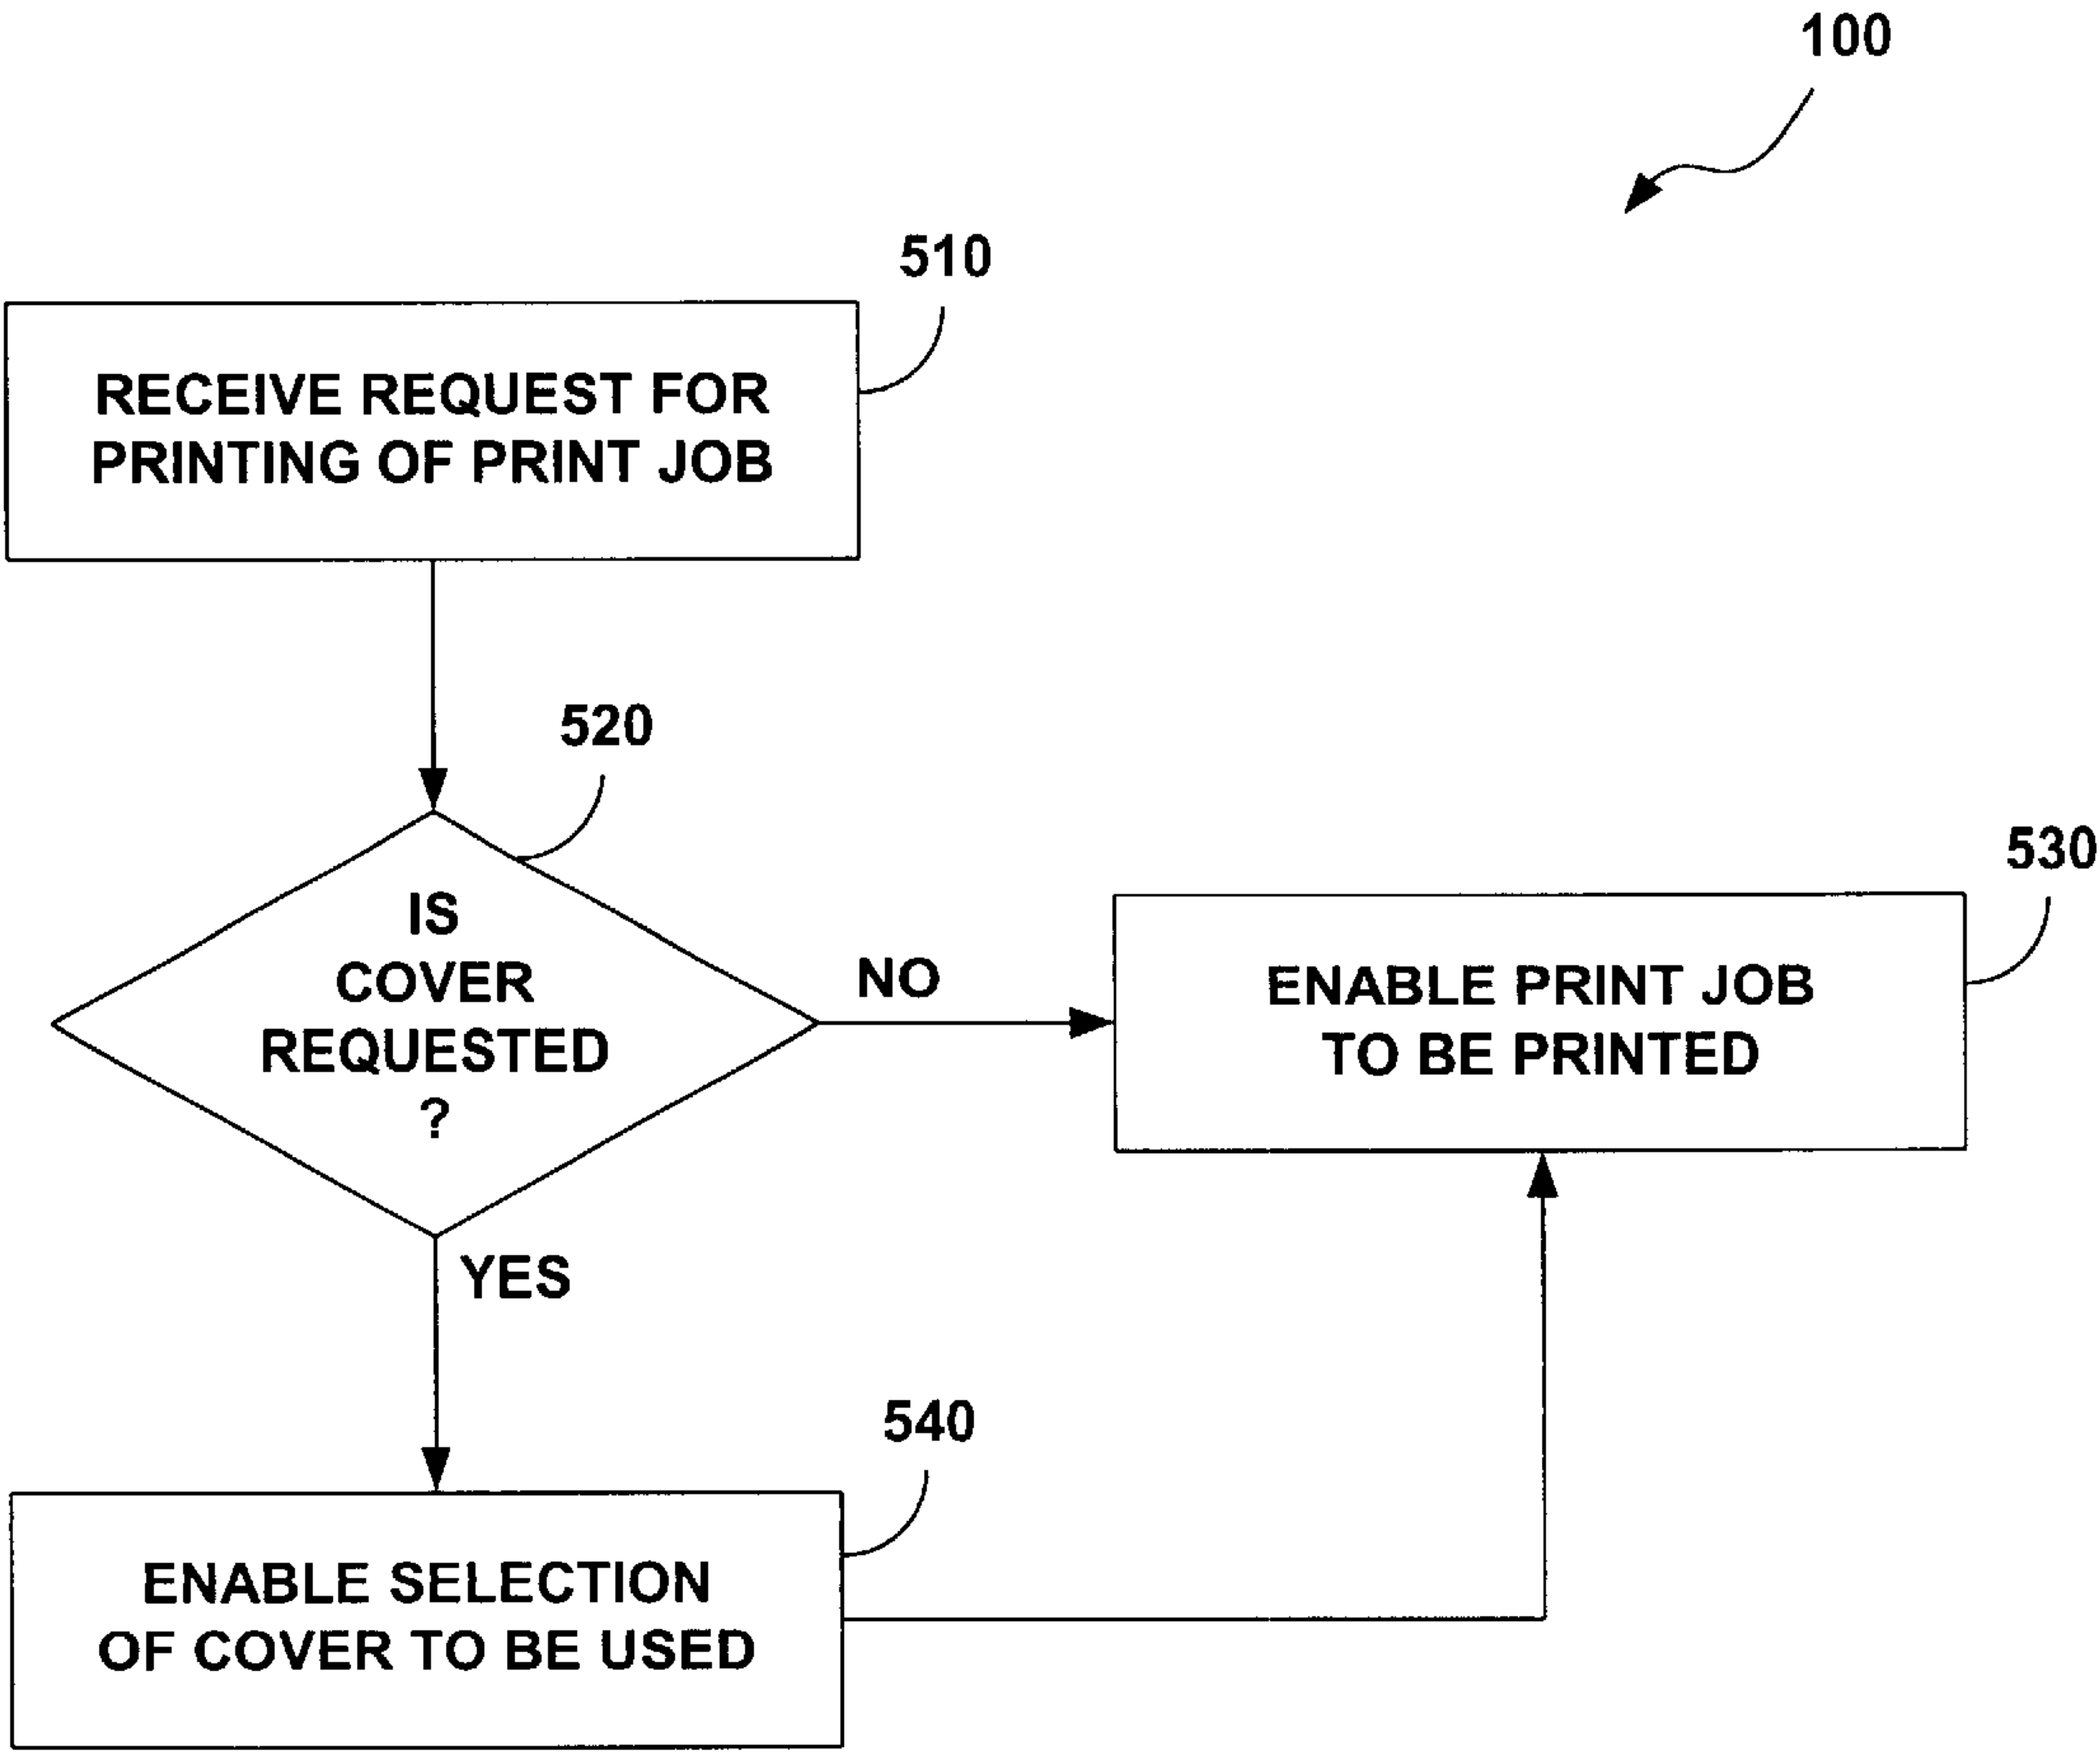 100
510
RECEIVE REQUEST FOR
PRINTING OF PRINT JOB
520
IS
COVER
REQUESTED
?
NO
530
ENABLE PRINT JOB
TO BE PRINTED
YES
540
ENABLE SELECTION
OF COVER TO BE USED